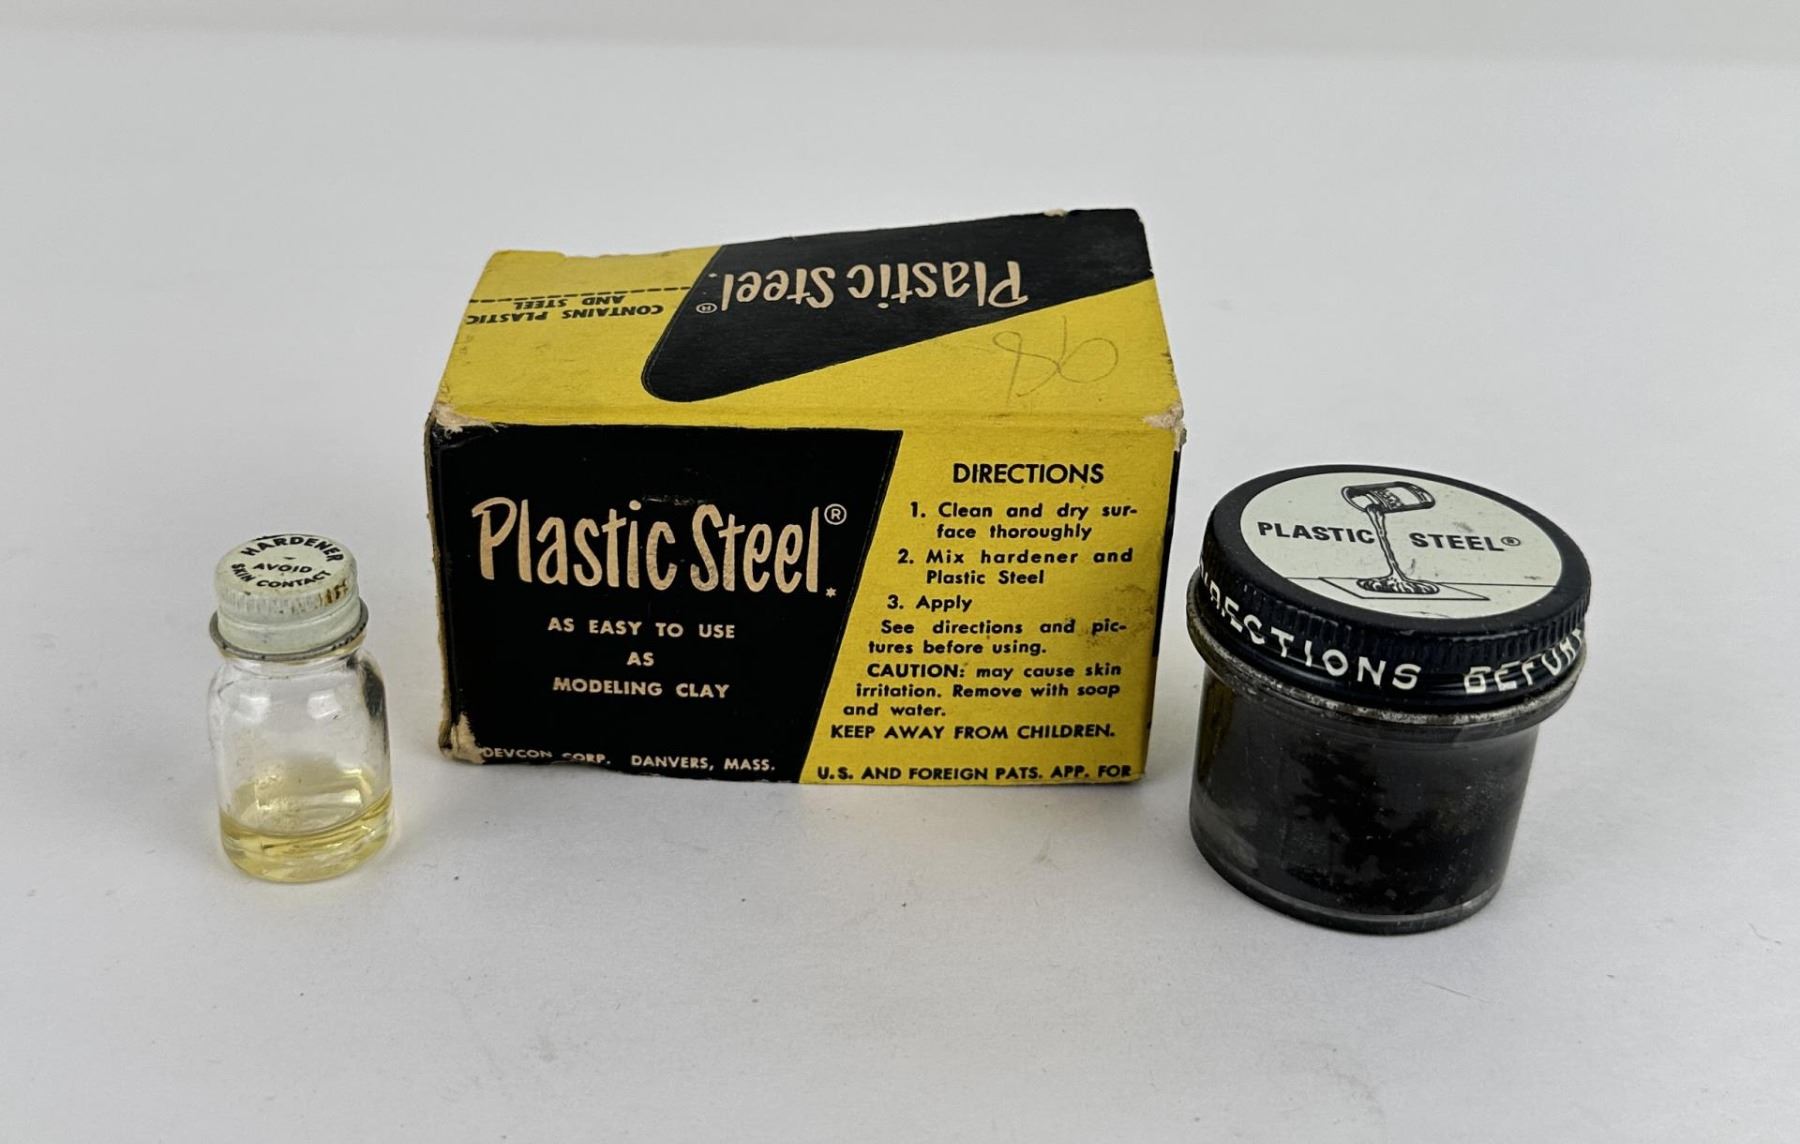 Plastic Steel®.
CONTAINS PLASTIC
AND STEEL
98
Plastic Steel®.*
AS EASY TO USE
AS
MODELING CLAY
DEVCON CORP. DANVERS, MASS.
DIRECTIONS
1. Clean and dry sur-
face thoroughly
2. Mix hardener and
Plastic Steel
3. Apply
See directions and pic-
tures before using.
CAUTION: may cause skin
irritation. Remove with soap
and water.
KEEP AWAY FROM CHILDREN.
U.S. AND FOREIGN PATS. APP. FOR
HARDENER
AVOID
SKIN CONTACT
PLASTIC STEEL®
DIRECTIONS BEFORE